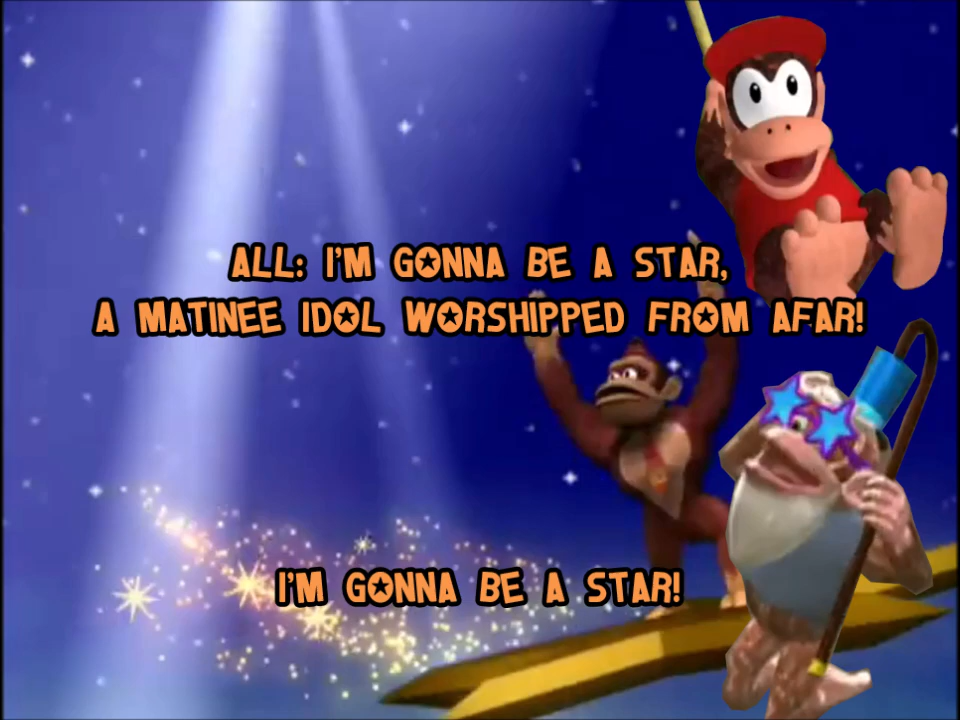 ALL: I'M GONNA BE A STAR,
A MATINEE IDOL WORSHIPPED FROM AFAR!
I'M GONNA BE A STAR!